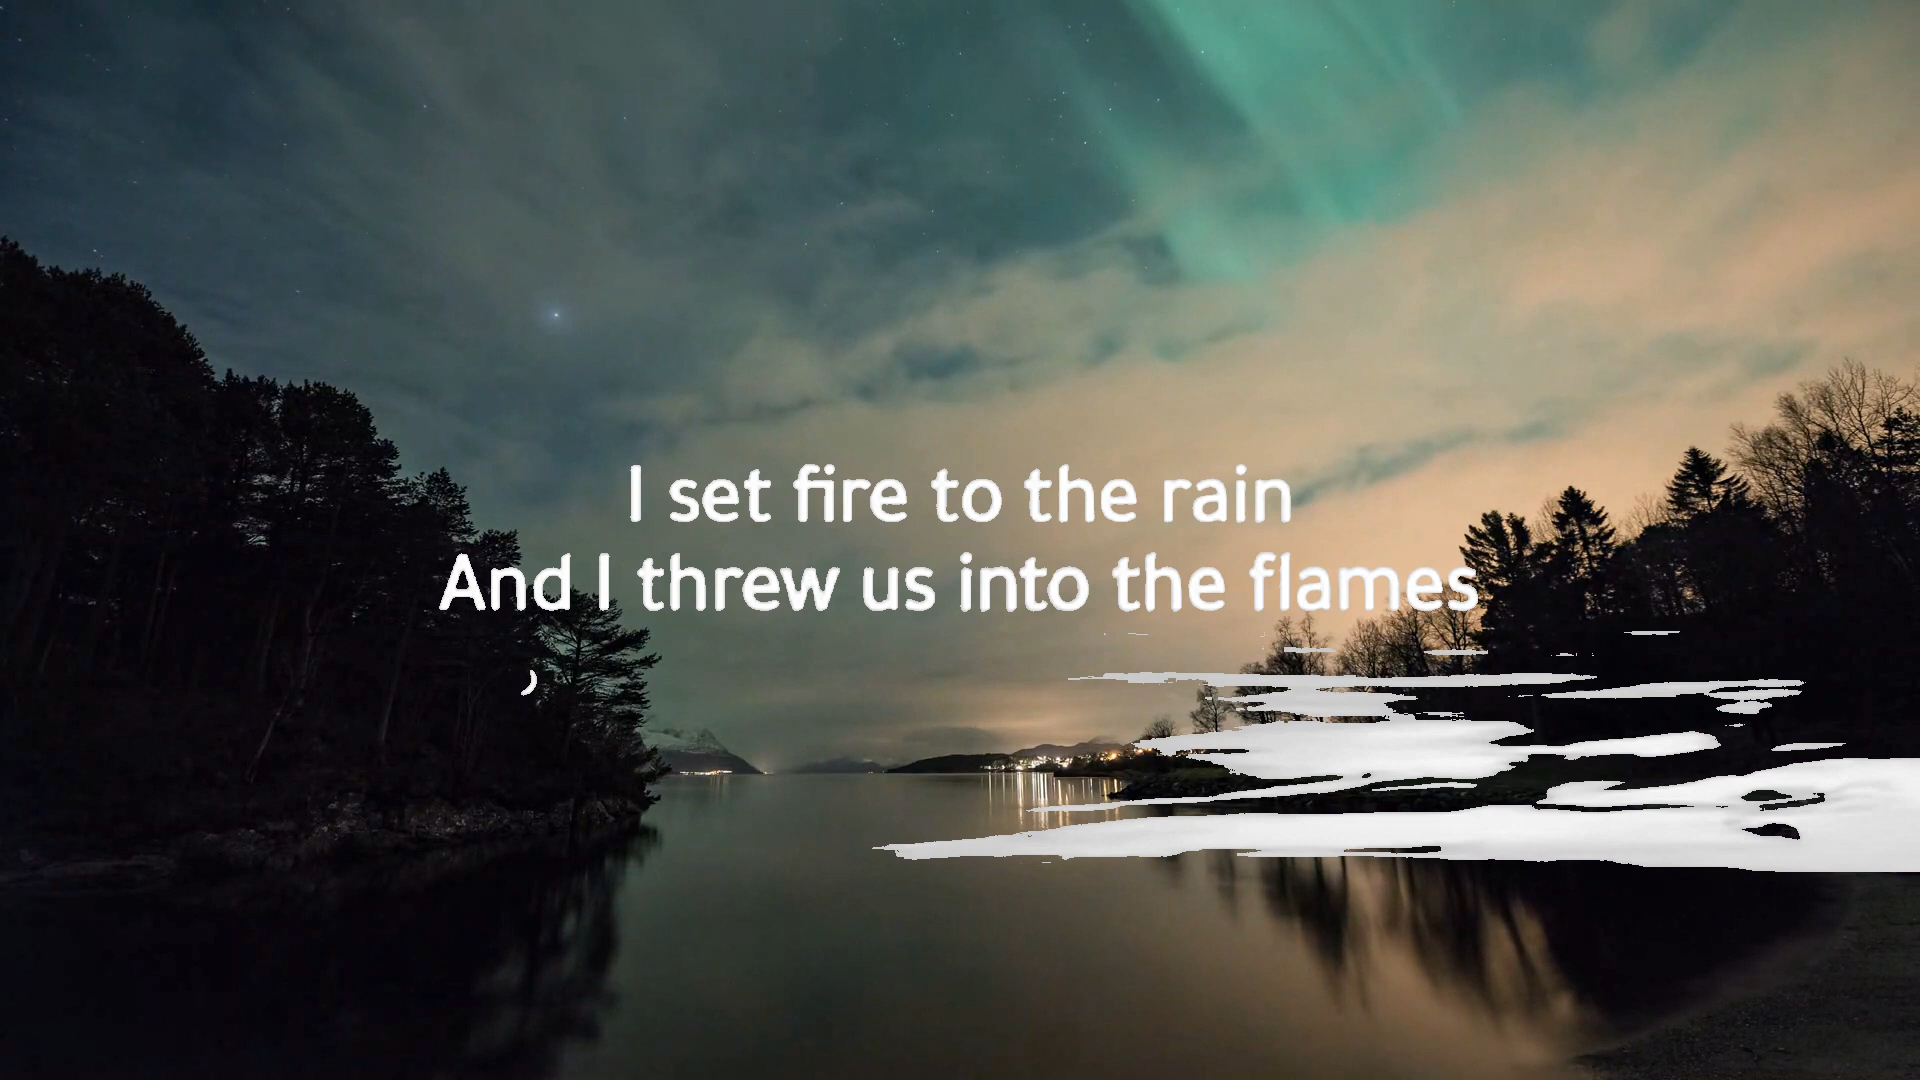 I set fire to the rain
And I threw us into the flames